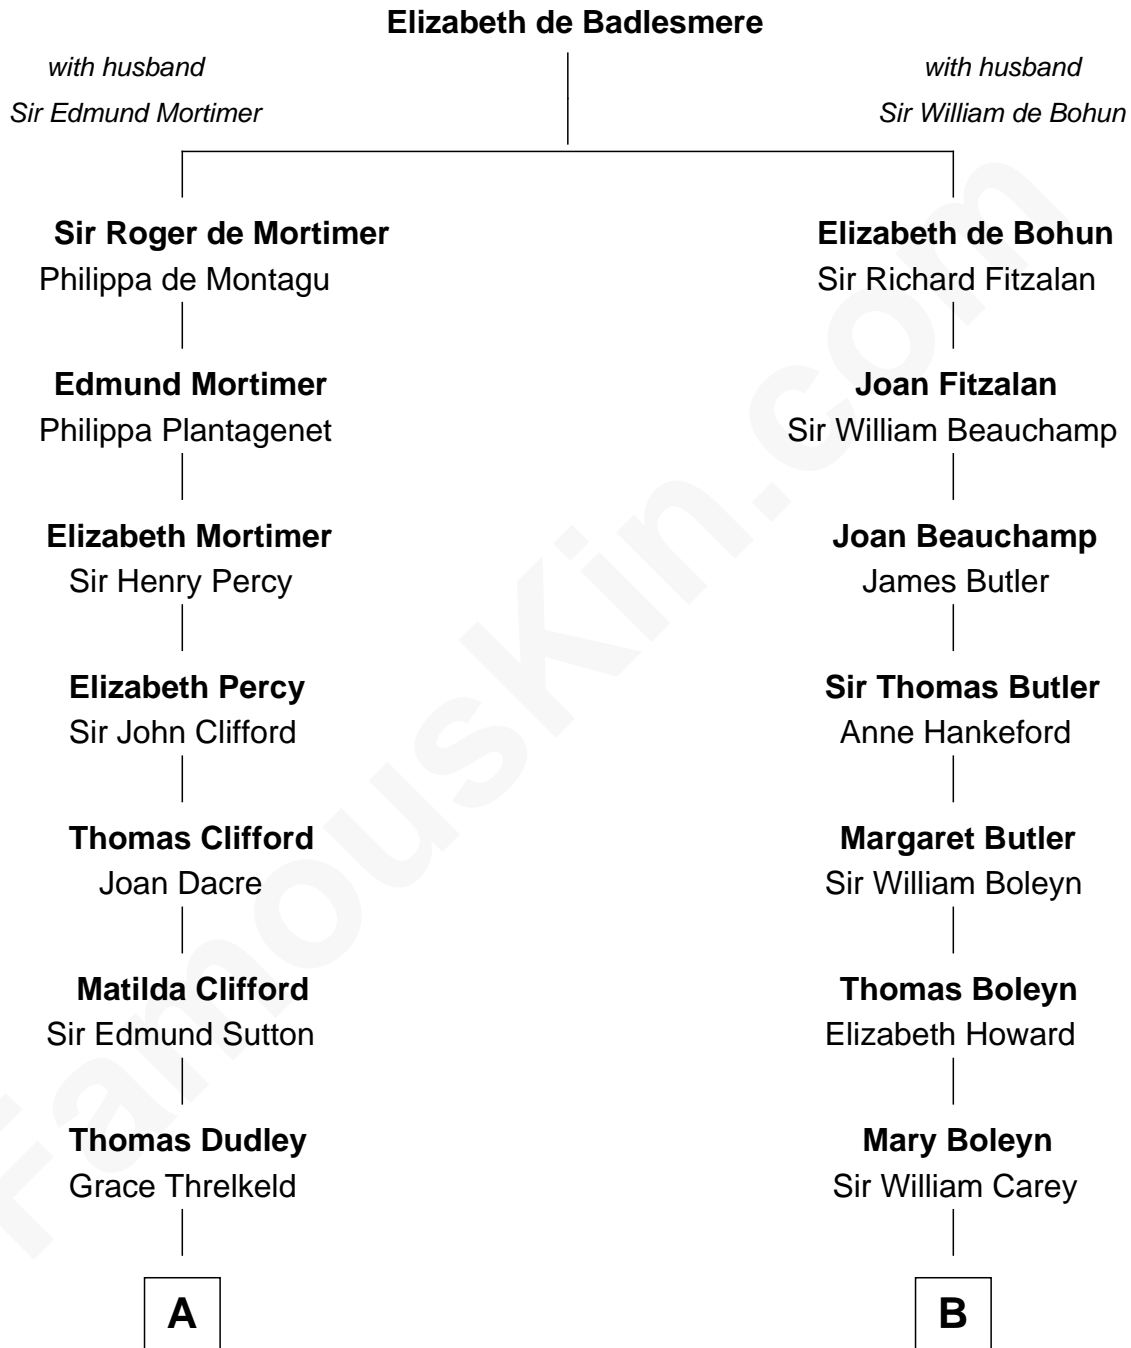 Elizabeth de Badlesmere
with husband
Sir Edmund Mortimer
with husband
Sir William de Bohun
Sir Roger de Mortimer
Philippa de Montagu
Edmund Mortimer
Philippa Plantagenet
Elizabeth Mortimer
Sir Henry Percy
Elizabeth Percy
Sir John Clifford
Thomas Clifford
Joan Dacre
Matilda Clifford
Sir Edmund Sutton
Thomas Dudley
Grace Threlkeld
A
Elizabeth de Bohun
Sir Richard Fitzalan
Joan Fitzalan
Sir William Beauchamp
Joan Beauchamp
James Butler
Sir Thomas Butler
Anne Hankeford
Margaret Butler
Sir William Boleyn
Thomas Boleyn
Elizabeth Howard
Mary Boleyn
Sir William Carey
B
FamousKin.com